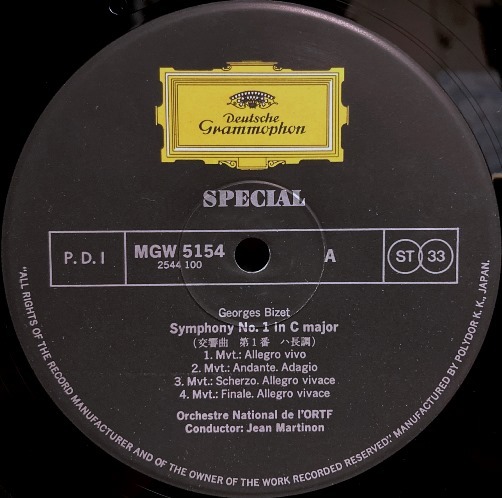 Deutsche
Grammophon
SPECIAL
P.D.I
MGW 5154
2544 100
A
ST 33
Georges Bizet
Symphony No. 1 in C major
(交響曲 第1番 ハ長調)
1. Mvt.: Allegro vivo
2. Mvt.: Andante. Adagio
3. Mvt.: Scherzo. Allegro vivace
4. Mvt.: Finale. Allegro vivace
Orchestre National de l'ORTF
Conductor: Jean Martinon
"ALL RIGHTS OF THE RECORD MANUFACTURER AND OF THE OWNER OF THE WORK RECORDED RESERVED." MANUFACTURED BY POLYDOR K. K., JAPAN.